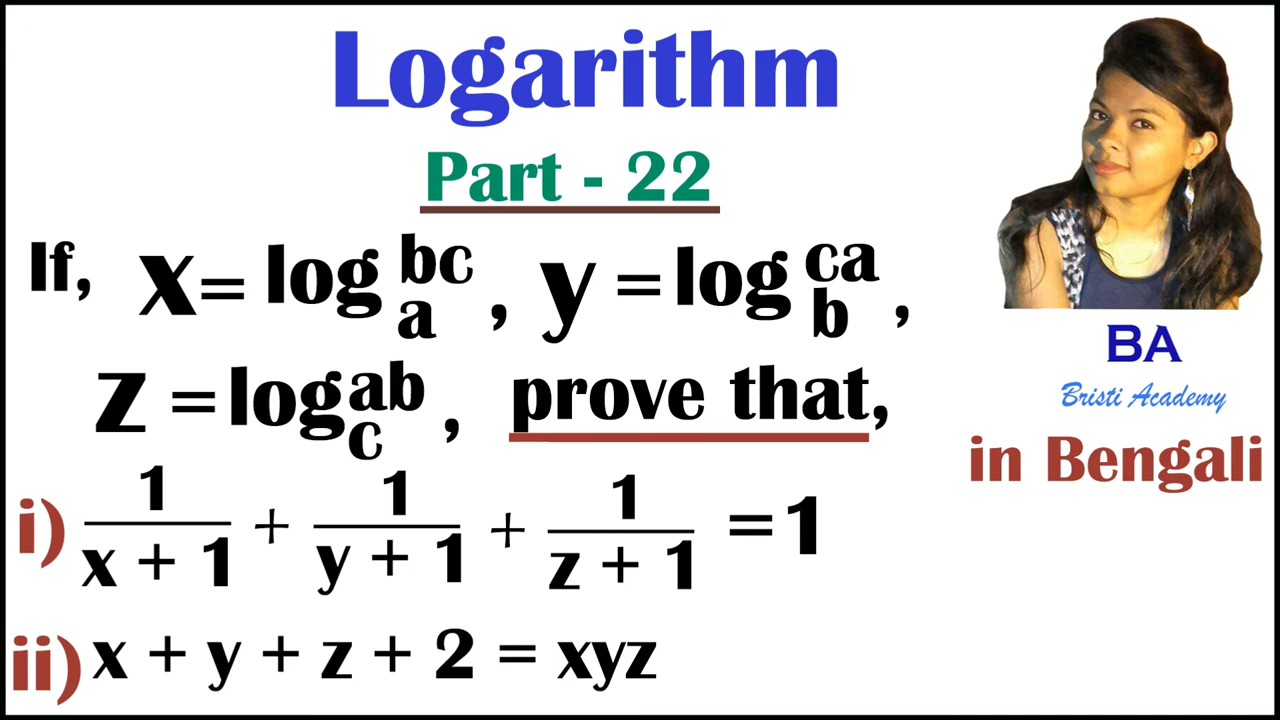 Logarithm
Part - 22
If, x = log_a bc , y = log_b ca ,
z = log_c ab , prove that,
i) 1/(x + 1) + 1/(y + 1) + 1/(z + 1) = 1
ii) x + y + z + 2 = xyz
BA
Bristi Academy
in Bengali